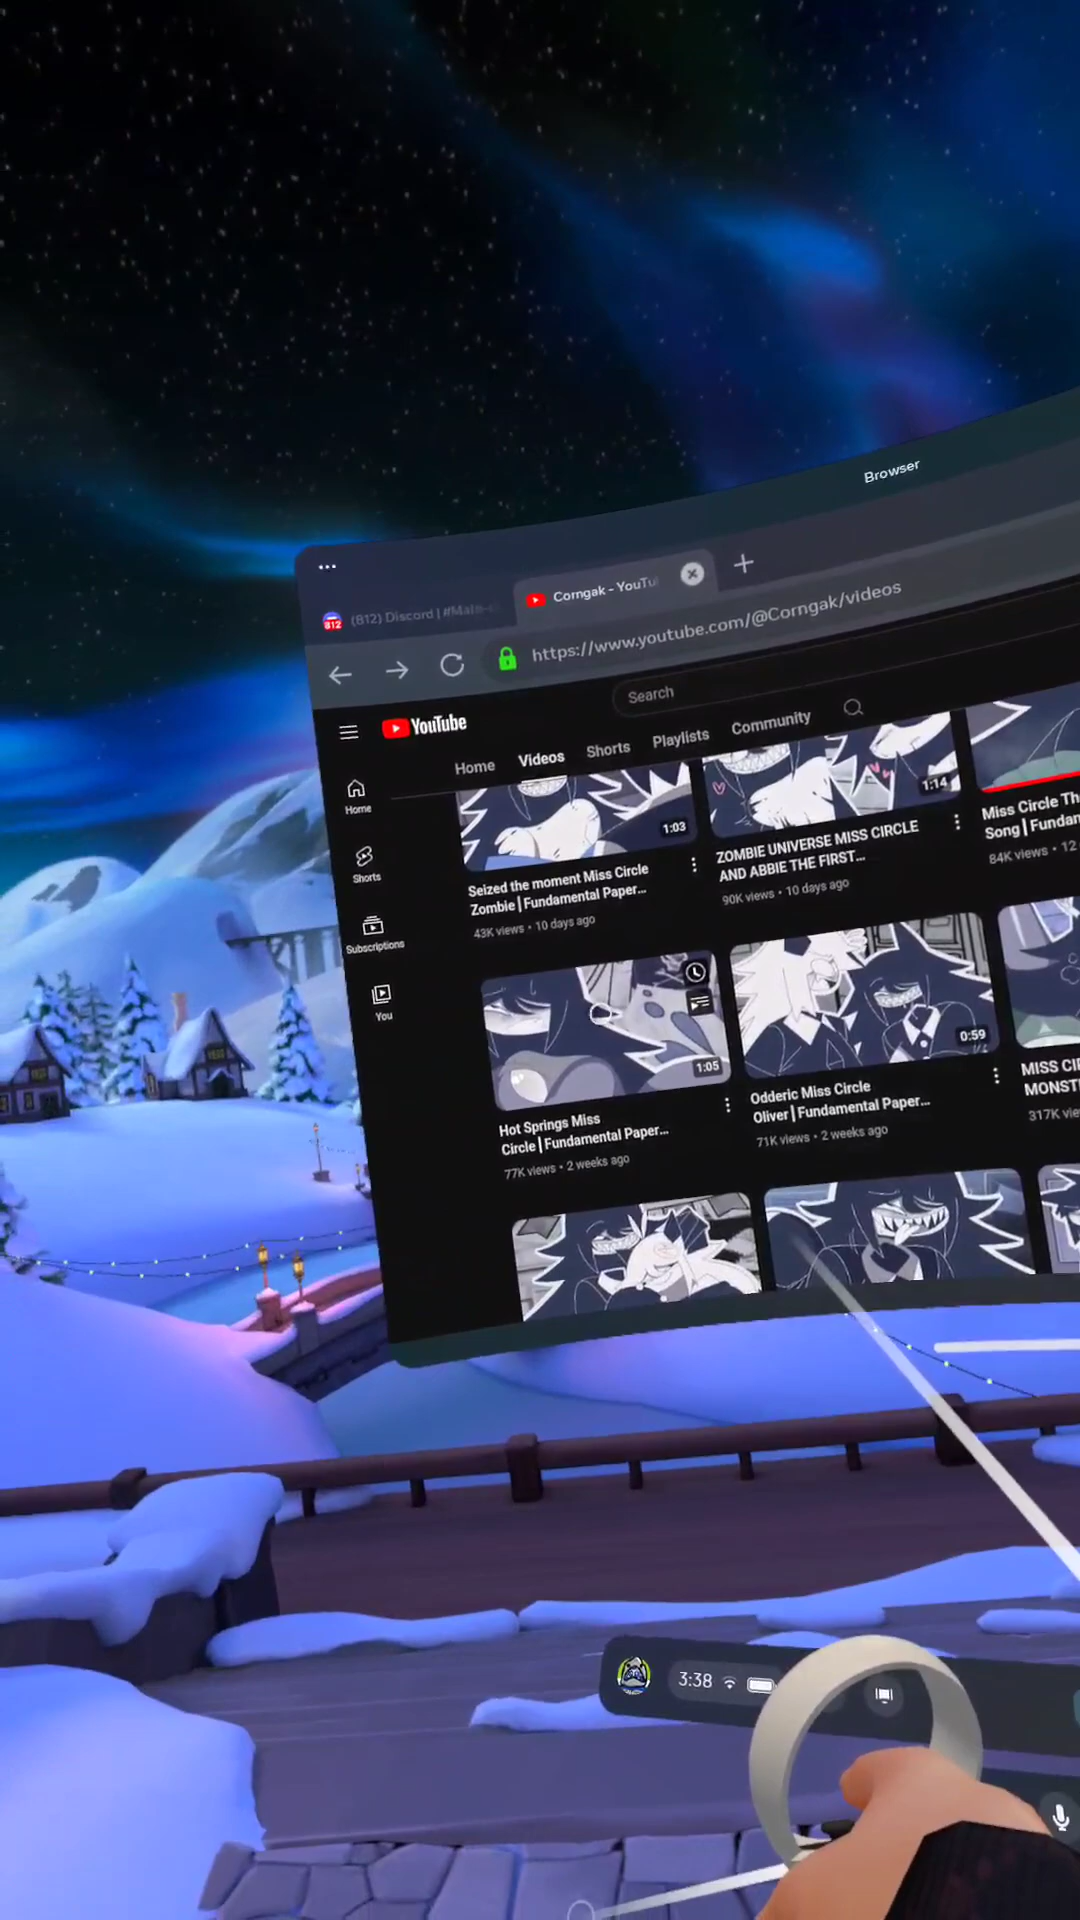 Browser
(812) Discord | #Main-
Corngak - YouTu
https://www.youtube.com/@Corngak/videos
YouTube
Search
Home
Videos
Shorts
Playlists
Community
Home
Shorts
Subscriptions
You
1:03
Seized the moment Miss Circle
Zombie | Fundamental Paper...
43K views • 10 days ago
1:14
ZOMBIE UNIVERSE MISS CIRCLE
AND ABBIE THE FIRST...
90K views • 10 days ago
Miss Circle Th
Song | Fundan
84K views • 12
1:05
Hot Springs Miss
Circle | Fundamental Paper...
77K views • 2 weeks ago
0:59
Odderic Miss Circle
Oliver | Fundamental Paper...
71K views • 2 weeks ago
MISS CI
MONST
317K view
3:38